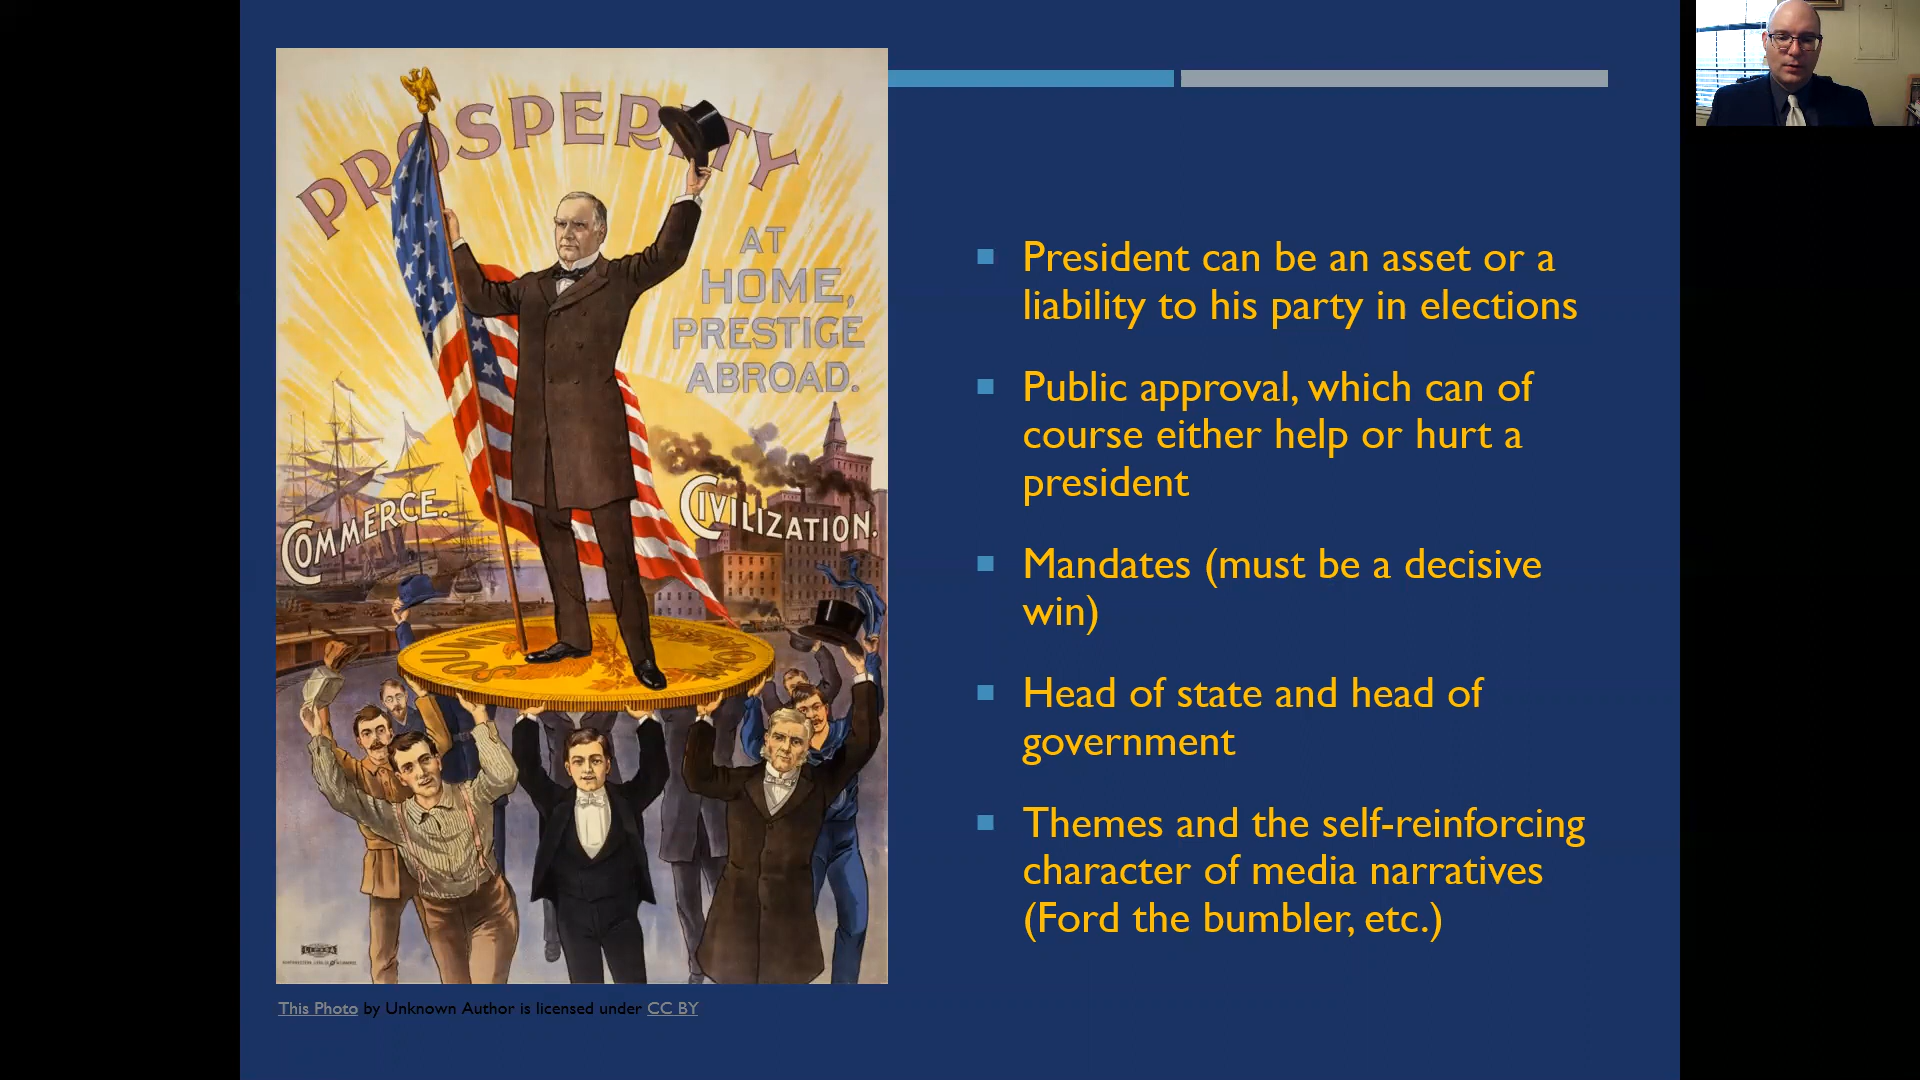 PROSPERITY
AT
HOME,
PRESTIGE
ABROAD.
COMMERCE.
CIVILIZATION.
President can be an asset or a
liability to his party in elections
Public approval, which can of
course either help or hurt a
president
Mandates (must be a decisive
win)
Head of state and head of
government
Themes and the self-reinforcing
character of media narratives
(Ford the bumbler, etc.)
This Photo by Unknown Author is licensed under CC BY